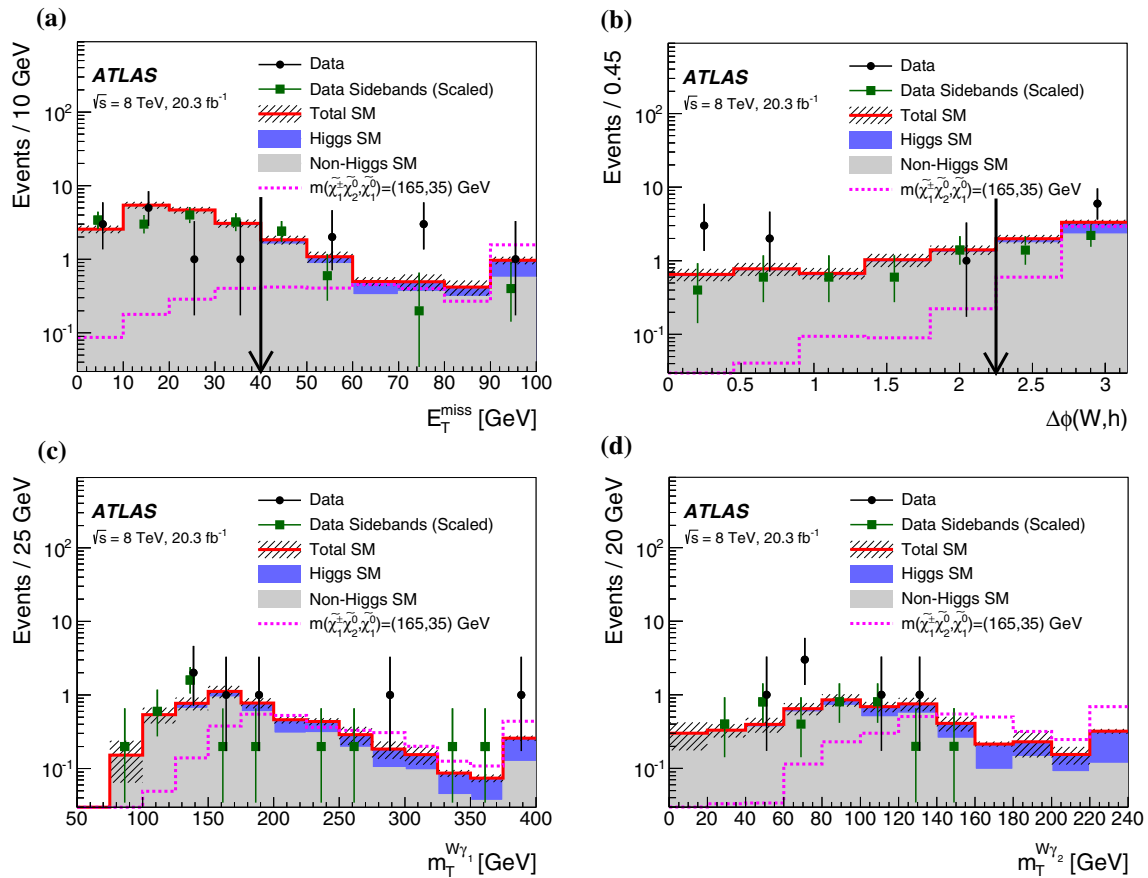 (a)
Events / 10 GeV
ATLAS
√s = 8 TeV, 20.3 fb⁻¹
Data
Data Sidebands (Scaled)
Total SM
Higgs SM
Non-Higgs SM
m(χ̃₁±χ̃₂⁰,χ̃₁⁰)=(165,35) GeV
10²
10
1
10⁻¹
0 10 20 30 40 50 60 70 80 90 100
E_T^miss [GeV]
(b)
Events / 0.45
ATLAS
√s = 8 TeV, 20.3 fb⁻¹
Data
Data Sidebands (Scaled)
Total SM
Higgs SM
Non-Higgs SM
m(χ̃₁±χ̃₂⁰,χ̃₁⁰)=(165,35) GeV
10²
10
1
10⁻¹
0 0.5 1 1.5 2 2.5 3
Δϕ(W,h)
(c)
Events / 25 GeV
ATLAS
√s = 8 TeV, 20.3 fb⁻¹
Data
Data Sidebands (Scaled)
Total SM
Higgs SM
Non-Higgs SM
m(χ̃₁±χ̃₂⁰,χ̃₁⁰)=(165,35) GeV
10²
10
1
10⁻¹
50 100 150 200 250 300 350 400
m_T^Wγ₁ [GeV]
(d)
Events / 20 GeV
ATLAS
√s = 8 TeV, 20.3 fb⁻¹
Data
Data Sidebands (Scaled)
Total SM
Higgs SM
Non-Higgs SM
m(χ̃₁±χ̃₂⁰,χ̃₁⁰)=(165,35) GeV
10²
10
1
10⁻¹
0 20 40 60 80 100 120 140 160 180 200 220 240
m_T^Wγ₂ [GeV]